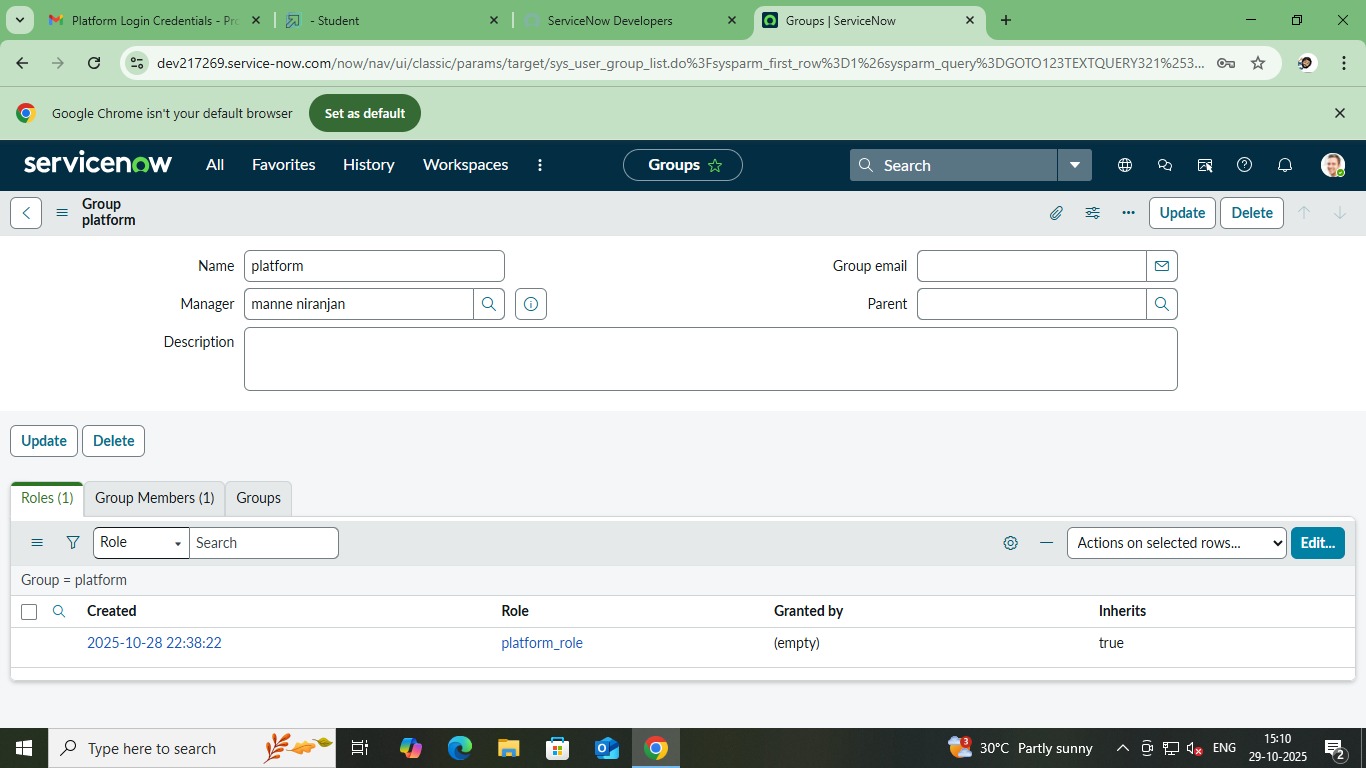 Platform Login Credentials - Pro
- Student
ServiceNow Developers
Groups | ServiceNow
dev217269.service-now.com/now/nav/ui/classic/params/target/sys_user_group_list.do%3Fsysparm_first_row%3D1%26sysparm_query%3DGOTO123TEXTQUERY321%253...
Google Chrome isn't your default browser
Set as default
servicenow
All
Favorites
History
Workspaces
Groups
Search
Group
platform
Update
Delete
Name
platform
Group email
Manager
manne niranjan
Parent
Description
Update
Delete
Roles (1)
Group Members (1)
Groups
Role
Search
Actions on selected rows...
Edit...
Group = platform
Created
Role
Granted by
Inherits
2025-10-28 22:38:22
platform_role
(empty)
true
Type here to search
3
30°C Partly sunny
ENG
15:10
29-10-2025
2